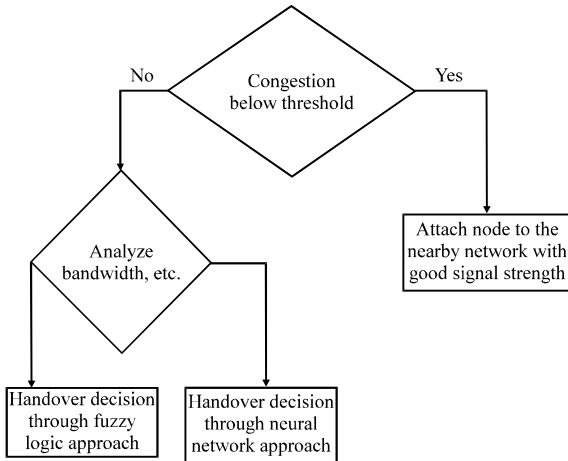 No
Congestion
below threshold
Yes
Analyze
bandwidth, etc.
Attach node to the
nearby network with
good signal strength
Handover decision
through fuzzy
logic approach
Handover decision
through neural
network approach